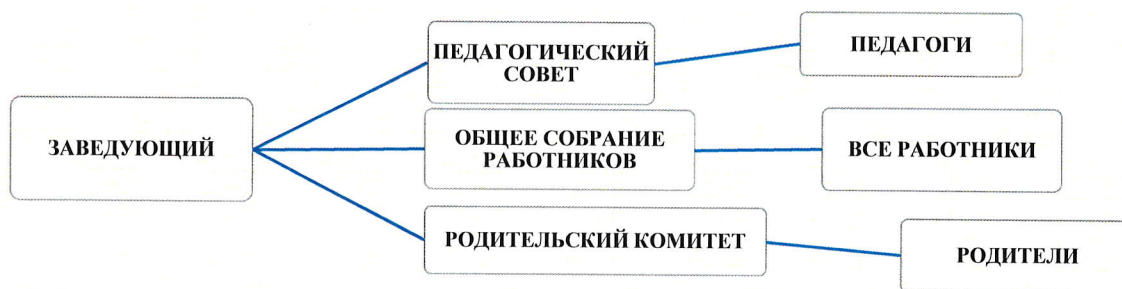 ПЕДАГОГИЧЕСКИЙ
СОВЕТ
ПЕДАГОГИ
ЗАВЕДУЮЩИЙ
ОБЩЕЕ СОБРАНИЕ
РАБОТНИКОВ
ВСЕ РАБОТНИКИ
РОДИТЕЛЬСКИЙ КОМИТЕТ
РОДИТЕЛИ